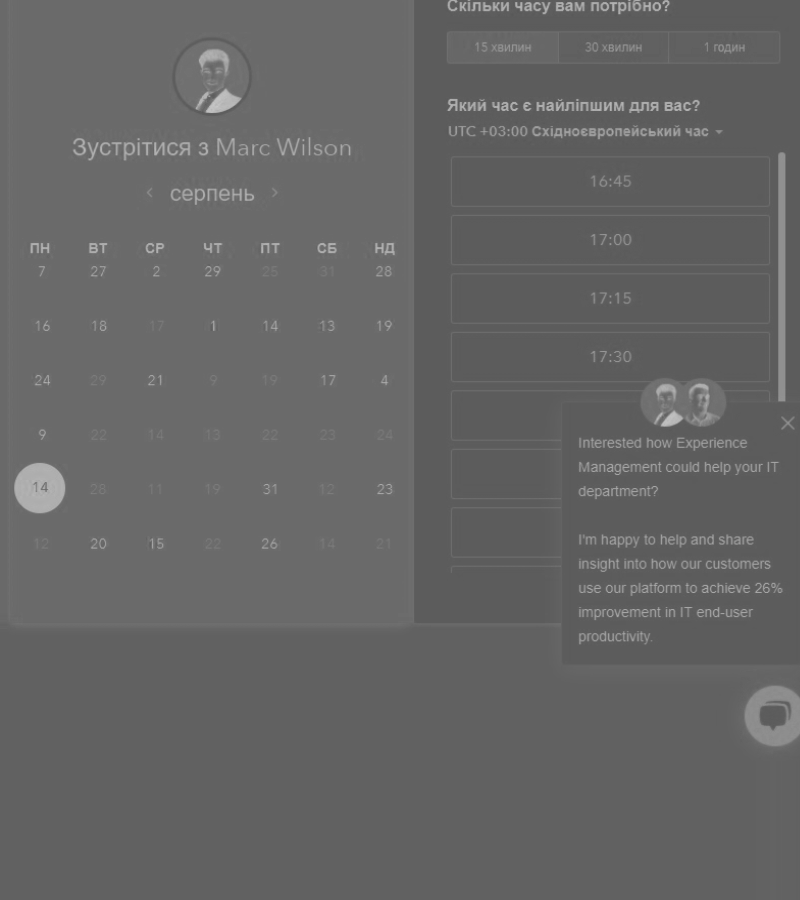 Зустрітися з Marc Wilson
серпень
ПН ВТ СР ЧТ ПТ СБ НД
7 27 2 29 25 31 28
16 18 17 1 14 13 19
24 29 21 9 19 17 4
9 22 14 13 22 23 24
14 28 11 19 31 12 23
12 20 15 22 26 14 21
Скільки часу вам потрібно?
15 хвилин 30 хвилин 1 годин
Який час є найліпшим для вас?
UTC +03:00 Східноєвропейський час
16:45
17:00
17:15
17:30
Interested how Experience
Management could help your IT
department?
I'm happy to help and share
insight into how our customers
use our platform to achieve 26%
improvement in IT end-user
productivity.